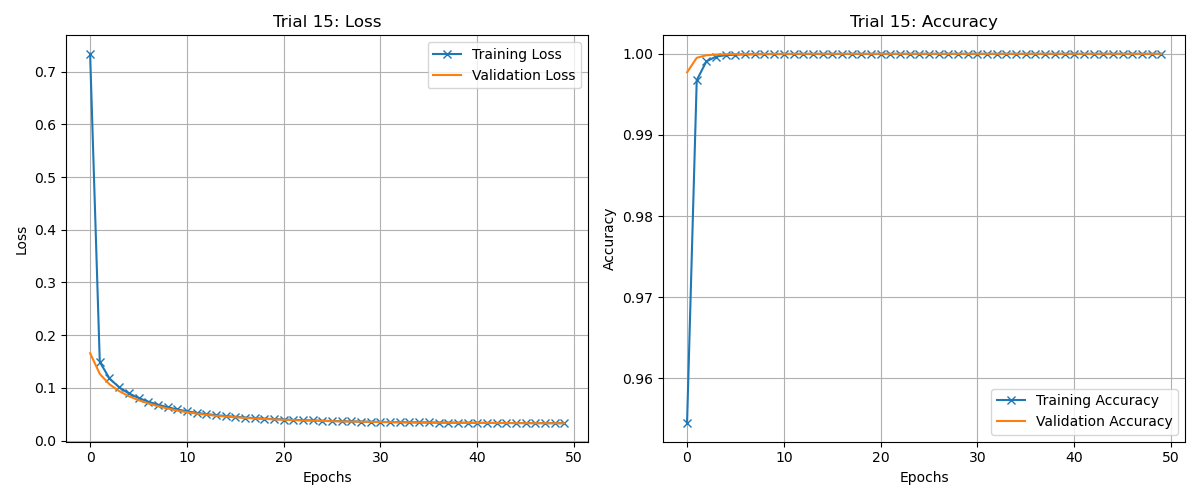 Trial 15: Loss
Loss
0.7
0.6
0.5
0.4
0.3
0.2
0.1
0.0
0
10
20
30
40
50
Epochs
Training Loss
Validation Loss
Trial 15: Accuracy
Accuracy
1.00
0.99
0.98
0.97
0.96
0
10
20
30
40
50
Epochs
Training Accuracy
Validation Accuracy